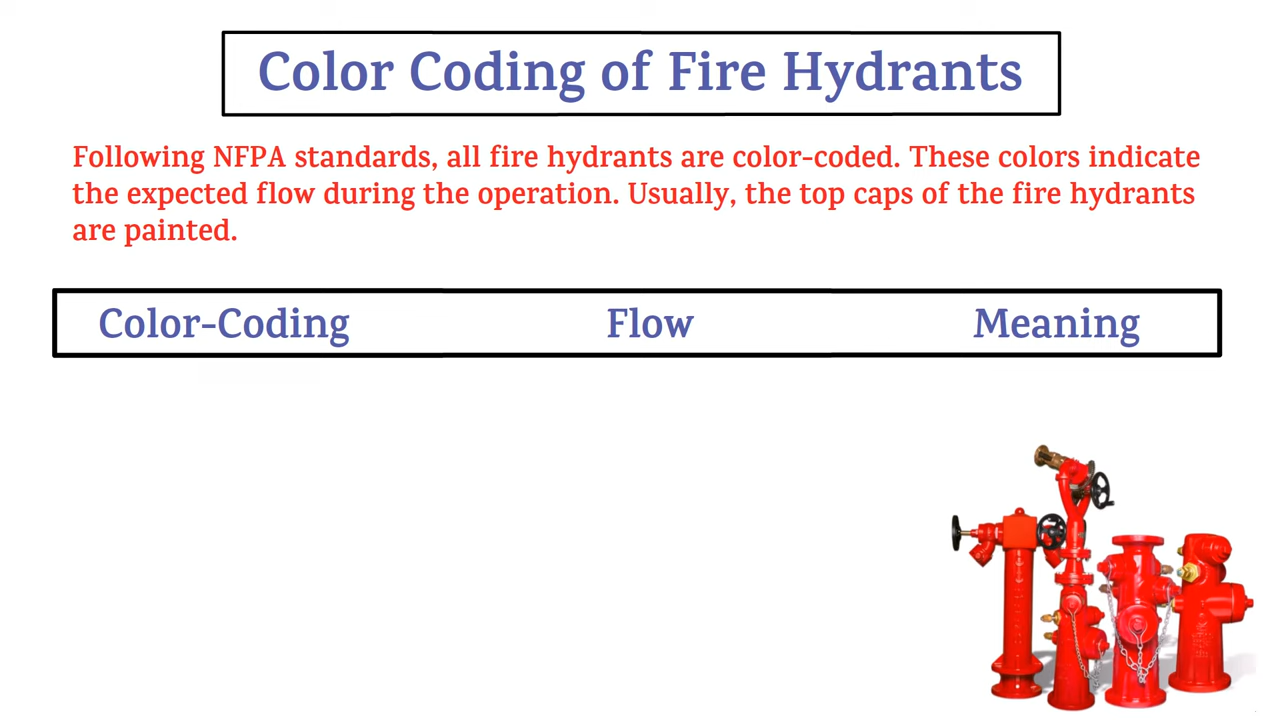 Color Coding of Fire Hydrants
Following NFPA standards, all fire hydrants are color-coded. These colors indicate
the expected flow during the operation. Usually, the top caps of the fire hydrants
are painted.
Color-Coding Flow Meaning